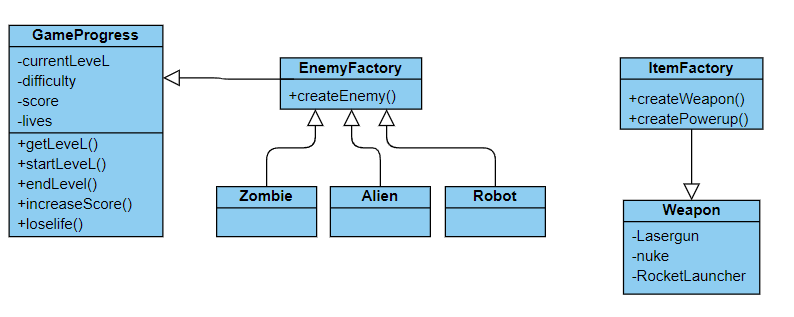 GameProgress
-currentLeveL
-difficulty
-score
-lives
+getLeveL()
+startLeveL()
+endLevel()
+increaseScore()
+loselife()
EnemyFactory
+createEnemy()
Zombie
Alien
Robot
ItemFactory
+createWeapon()
+createPowerup()
Weapon
-Lasergun
-nuke
-RocketLauncher